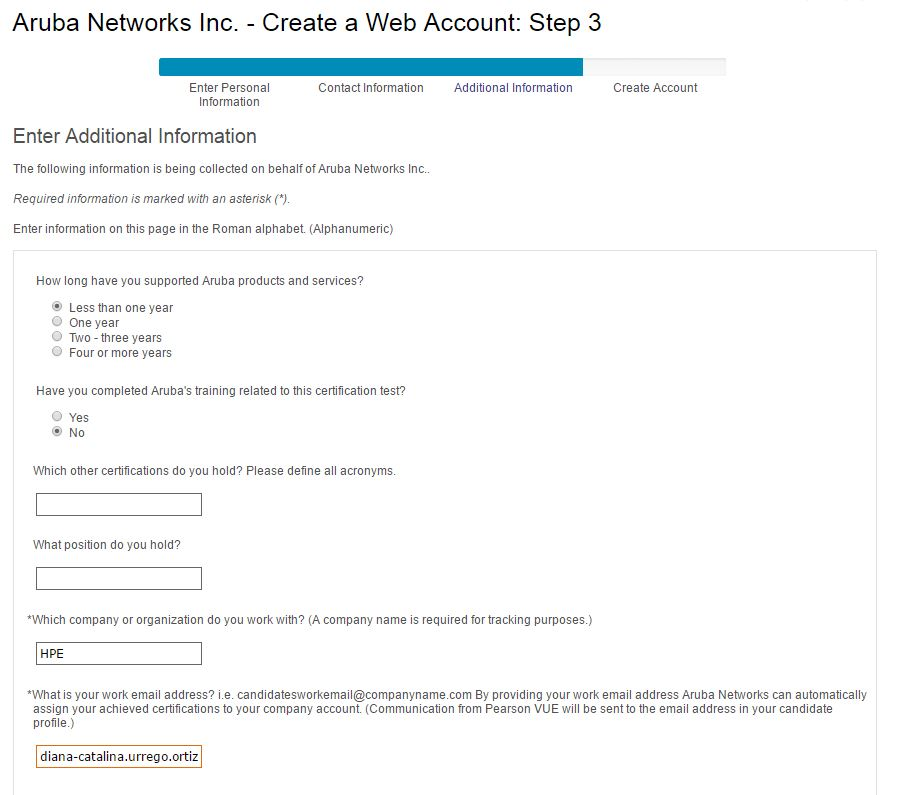 Aruba Networks Inc. - Create a Web Account: Step 3
Enter Personal
Information
Contact Information
Additional Information
Create Account
Enter Additional Information
The following information is being collected on behalf of Aruba Networks Inc..
Required information is marked with an asterisk (*).
Enter information on this page in the Roman alphabet. (Alphanumeric)
How long have you supported Aruba products and services?
Less than one year
One year
Two - three years
Four or more years
Have you completed Aruba's training related to this certification test?
Yes
No
Which other certifications do you hold? Please define all acronyms.
What position do you hold?
*Which company or organization do you work with? (A company name is required for tracking purposes.)
HPE
*What is your work email address? i.e. candidatesworkemail@companyname.com By providing your work email address Aruba Networks can automatically
assign your achieved certifications to your company account. (Communication from Pearson VUE will be sent to the email address in your candidate
profile.)
diana-catalina.urrego.ortiz